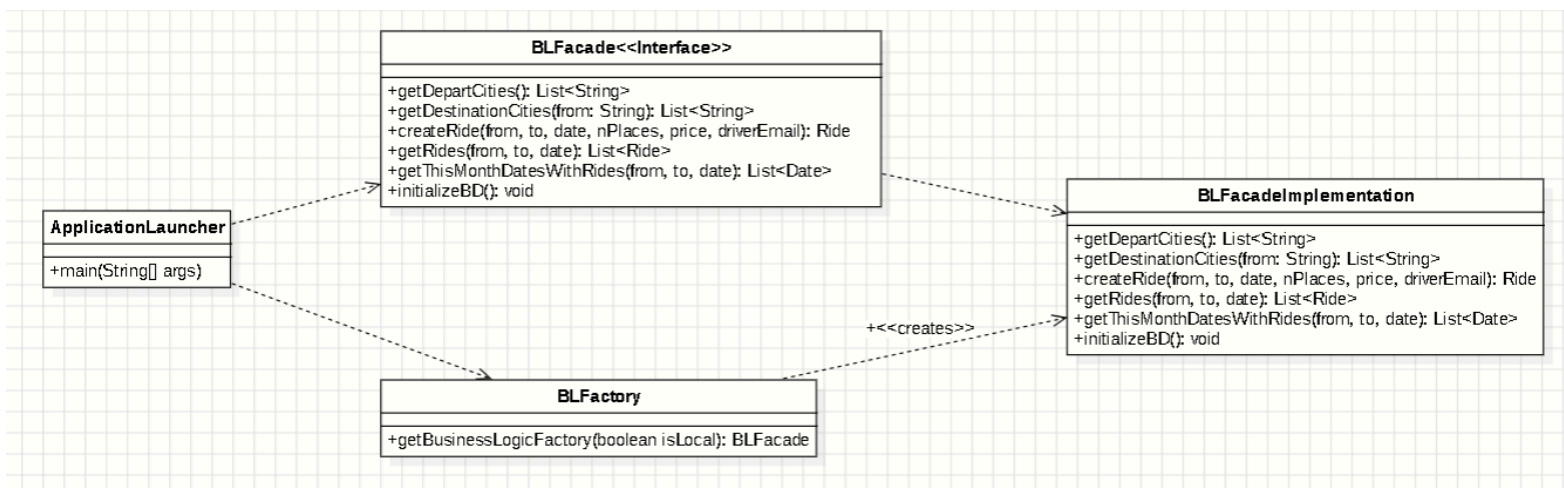 BLFacade<<Interface>>
+getDepartCities(): List<String>
+getDestinationCities(from: String): List<String>
+createRide(from, to, date, nPlaces, price, driverEmail): Ride
+getRides(from, to, date): List<Ride>
+getThisMonthDatesWithRides(from, to, date): List<Date>
+initializeBD(): void
ApplicationLauncher
+main(String[] args)
BLFacadeImplementation
+getDepartCities(): List<String>
+getDestinationCities(from: String): List<String>
+createRide(from, to, date, nPlaces, price, driverEmail): Ride
+getRides(from, to, date): List<Ride>
+getThisMonthDatesWithRides(from, to, date): List<Date>
+initializeBD(): void
+<<creates>>
BLFactory
+getBusinessLogicFactory(boolean isLocal): BLFacade